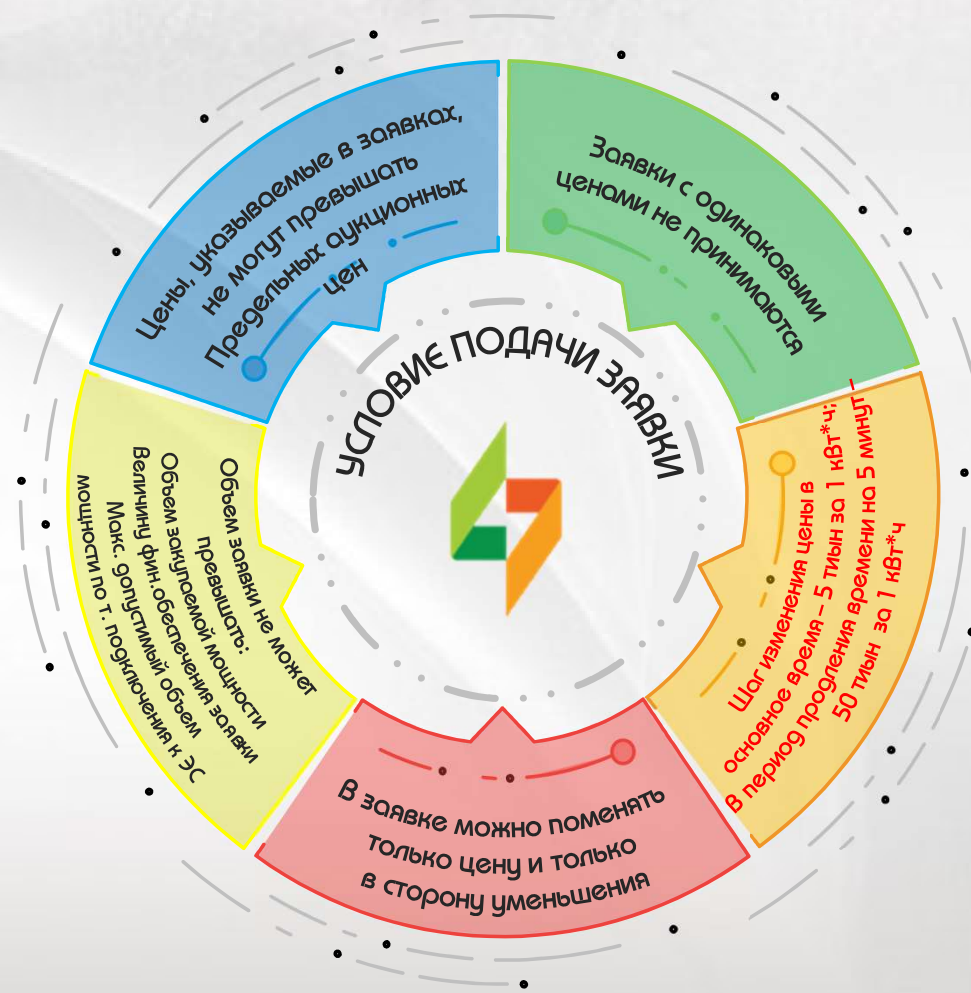 УСЛОВИЕ ПОДАЧИ ЗАЯВКИ
Цены, указываемые в заявках,
не могут превышать
Предельных аукционных
цен
Заявки с одинаковыми
ценами не принимаются
Шаг изменения цены в
основное время – 5 тиын за 1 кВт*ч;
В период продления времени на 5 минут –
50 тиын за 1 кВт*ч
В заявке можно поменять
только цену и только
в сторону уменьшения
Объем заявки не может
превышать:
Объем закупаемой мощности
Величину фин.обеспечения заявки
Макс. допустимый объем
мощности по т. подключения к ЭС